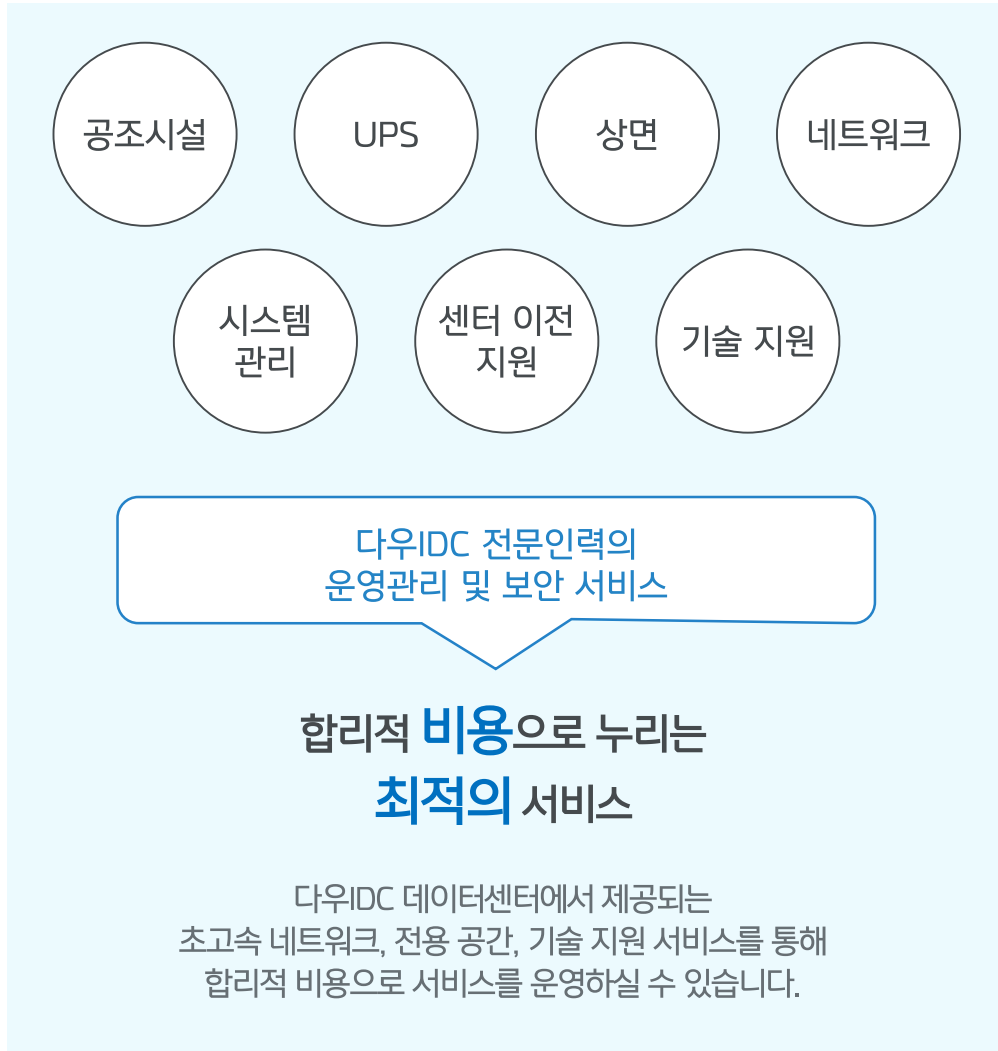 공조시설
UPS
상면
네트워크
시스템
관리
센터 이전
지원
기술 지원
다우IDC 전문인력의
운영관리 및 보안 서비스
합리적 비용으로 누리는
최적의 서비스
다우IDC 데이터센터에서 제공되는
초고속 네트워크, 전용 공간, 기술 지원 서비스를 통해
합리적 비용으로 서비스를 운영하실 수 있습니다.